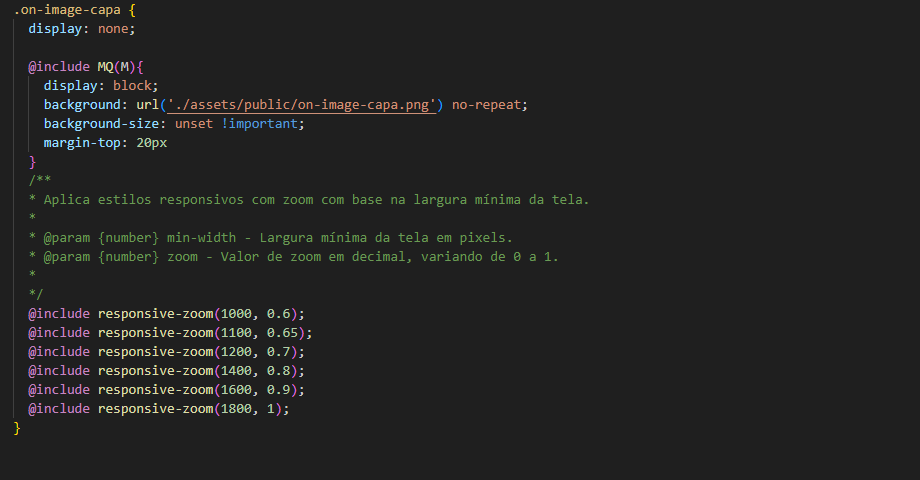 .on-image-capa {
display: none;
@include MQ(M){
display: block;
background: url('./assets/public/on-image-capa.png') no-repeat;
background-size: unset !important;
margin-top: 20px
}
/**
* Aplica estilos responsivos com zoom com base na largura mínima da tela.
*
* @param {number} min-width - Largura mínima da tela em pixels.
* @param {number} zoom - Valor de zoom em decimal, variando de 0 a 1.
*
*/
@include responsive-zoom(1000, 0.6);
@include responsive-zoom(1100, 0.65);
@include responsive-zoom(1200, 0.7);
@include responsive-zoom(1400, 0.8);
@include responsive-zoom(1600, 0.9);
@include responsive-zoom(1800, 1);
}